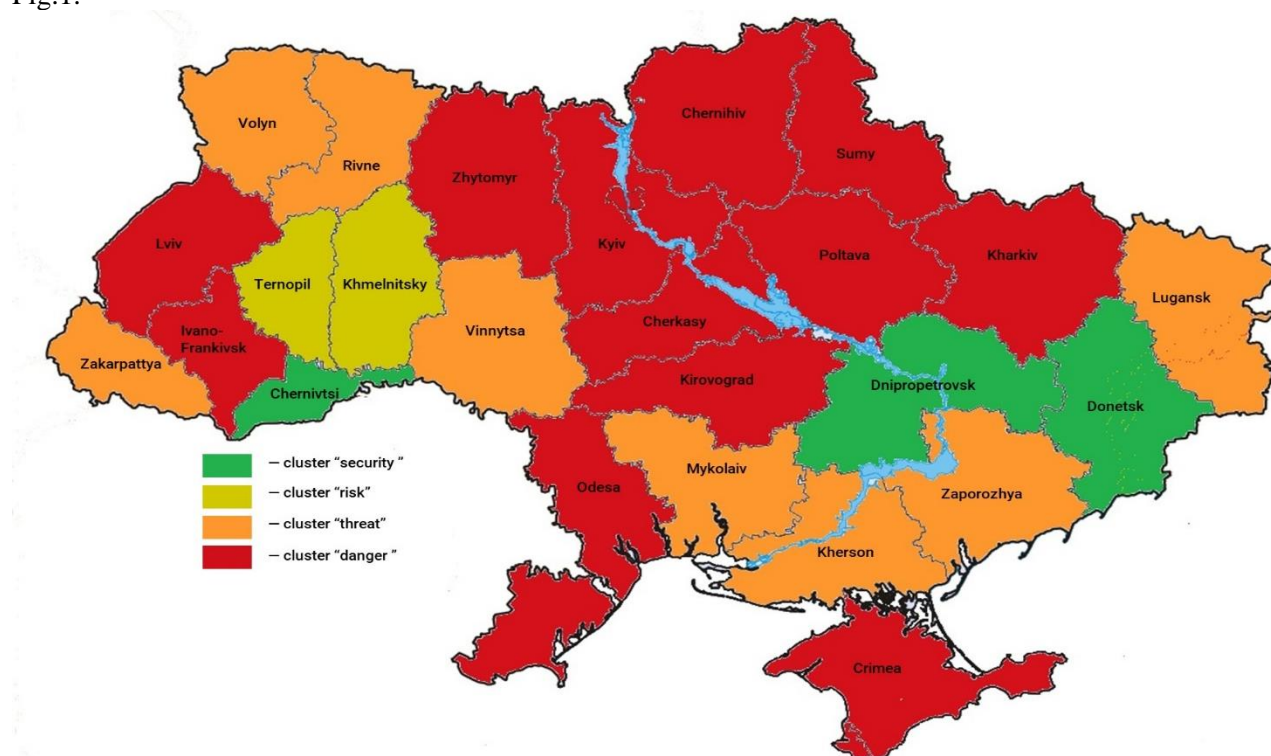 Fig.1.
Chernihiv
Volyn
Sumy
Rivne
Zhytomyr
Lviv
Kyiv
Poltava
Kharkiv
Ternopil
Khmelnitsky
Lugansk
Ivano-
Frankivsk
Vinnytsa
Cherkasy
Zakarpattya
Kirovograd
Chernivtsi
Dnipropetrovsk
Donetsk
– cluster “security ”
– cluster “risk”
– cluster “threat”
– cluster “danger ”
Mykolaiv
Odesa
Zaporozhya
Kherson
Crimea